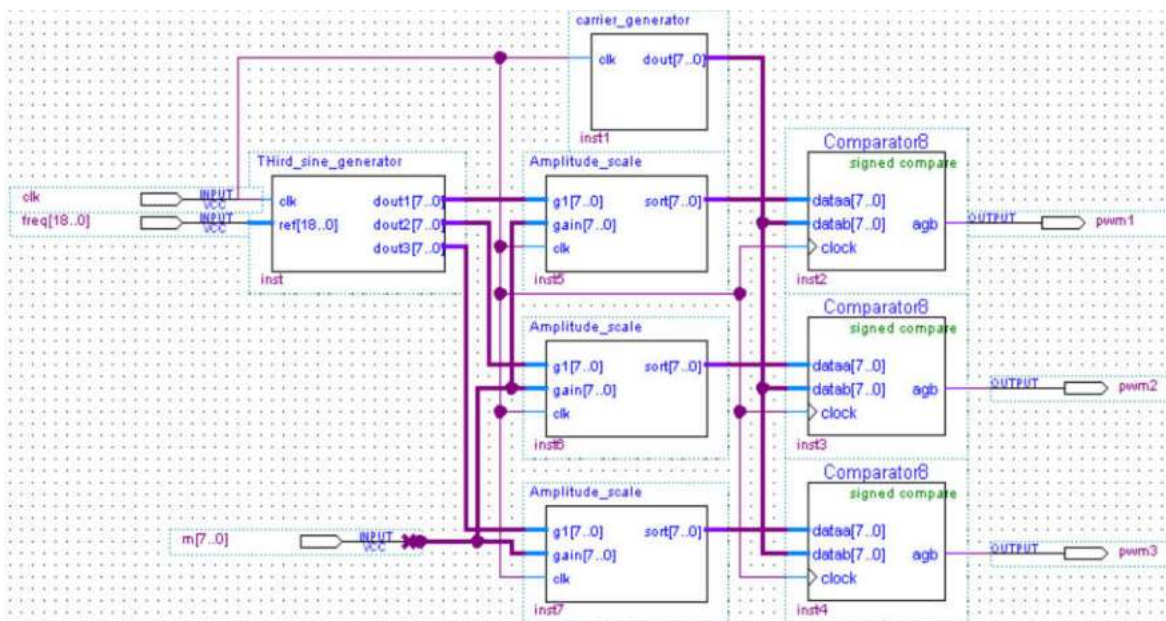 carrier_generator
clk dout[7..0]
inst1
THird_sine_generator
clk dout1[7..0]
ref[18..0] dout2[7..0]
dout3[7..0]
inst
clk INPUT VCC
freq[18..0] INPUT VCC
Amplitude_scale
g1[7..0] sort[7..0]
gain[7..0]
clk
inst5
Comparator8
signed compare
dataa[7..0]
datab[7..0] agb
clock
inst2
OUTPUT pwm1
Amplitude_scale
g1[7..0] sort[7..0]
gain[7..0]
clk
inst6
Comparator8
signed compare
dataa[7..0]
datab[7..0] agb
clock
inst3
OUTPUT pwm2
m[7..0] INPUT VCC
Amplitude_scale
g1[7..0] sort[7..0]
gain[7..0]
clk
inst7
Comparator8
signed compare
dataa[7..0]
datab[7..0] agb
clock
inst4
OUTPUT pwm3